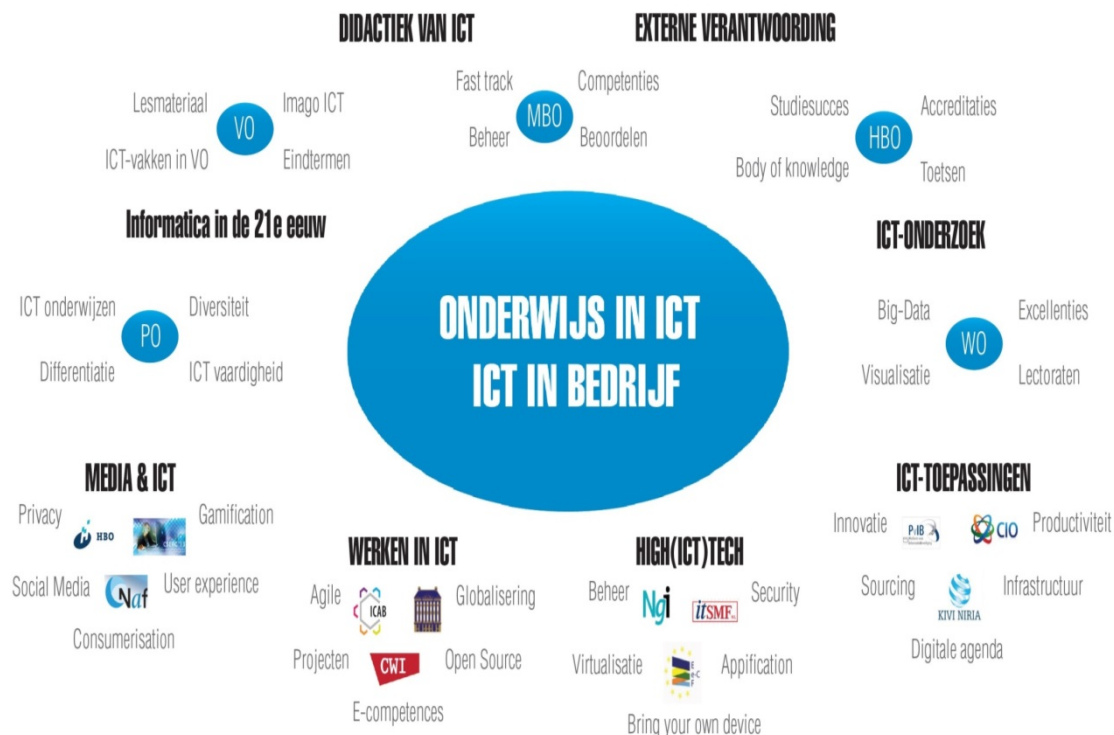 DIDACTIEK VAN ICT
EXTERNE VERANTWOORDING
Lesmateriaal
Imago ICT
VO
ICT-vakken in VO
Eindtermen
Fast track
Competenties
MBO
Beheer
Beoordelen
Studiesucces
Accreditaties
HBO
Body of knowledge
Toetsen
Informatica in de 21e eeuw
ICT-ONDERZOEK
ICT onderwijzen
Diversiteit
PO
Differentiatie
ICT vaardigheid
ONDERWIJS IN ICT
ICT IN BEDRIJF
Big-Data
Excellenties
WO
Visualisatie
Lectoraten
MEDIA & ICT
Privacy
HBO
Gamification
Social Media
Naf
User experience
Consumerisation
WERKEN IN ICT
Agile
ICAB
Globalisering
Projecten
CWI
Open Source
E-competences
HIGH(ICT)TECH
Beheer
Ngi
itSMF
Security
Virtualisatie
Appification
Bring your own device
ICT-TOEPASSINGEN
Innovatie
PvIB
CIO
Productiviteit
Sourcing
KIVI NIRIA
Infrastructuur
Digitale agenda